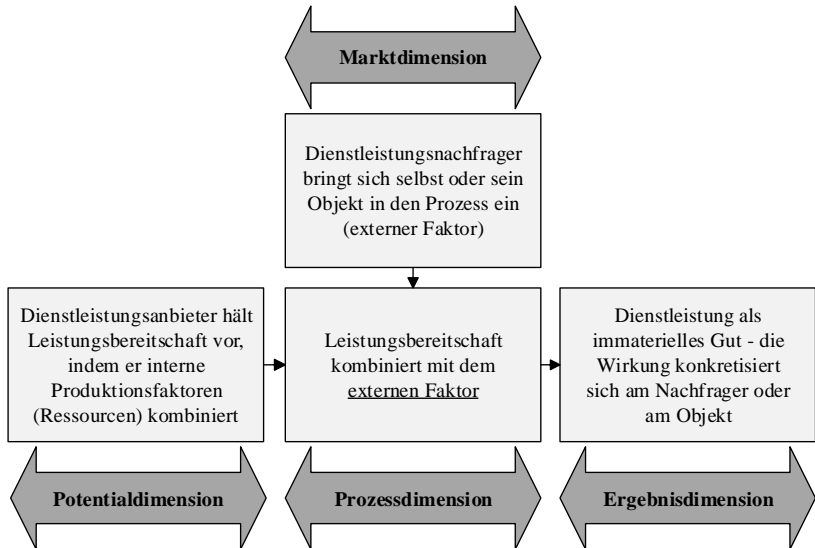 Marktdimension
Dienstleistungsnachfrager
bringt sich selbst oder sein
Objekt in den Prozess ein
(externer Faktor)
Dienstleistungsanbieter hält
Leistungsbereitschaft vor,
indem er interne
Produktionsfaktoren
(Ressourcen) kombiniert
Leistungsbereitschaft
kombiniert mit dem
externen Faktor
Dienstleistung als
immaterielles Gut - die
Wirkung konkretisiert
sich am Nachfrager oder
am Objekt
Potentialdimension
Prozessdimension
Ergebnisdimension